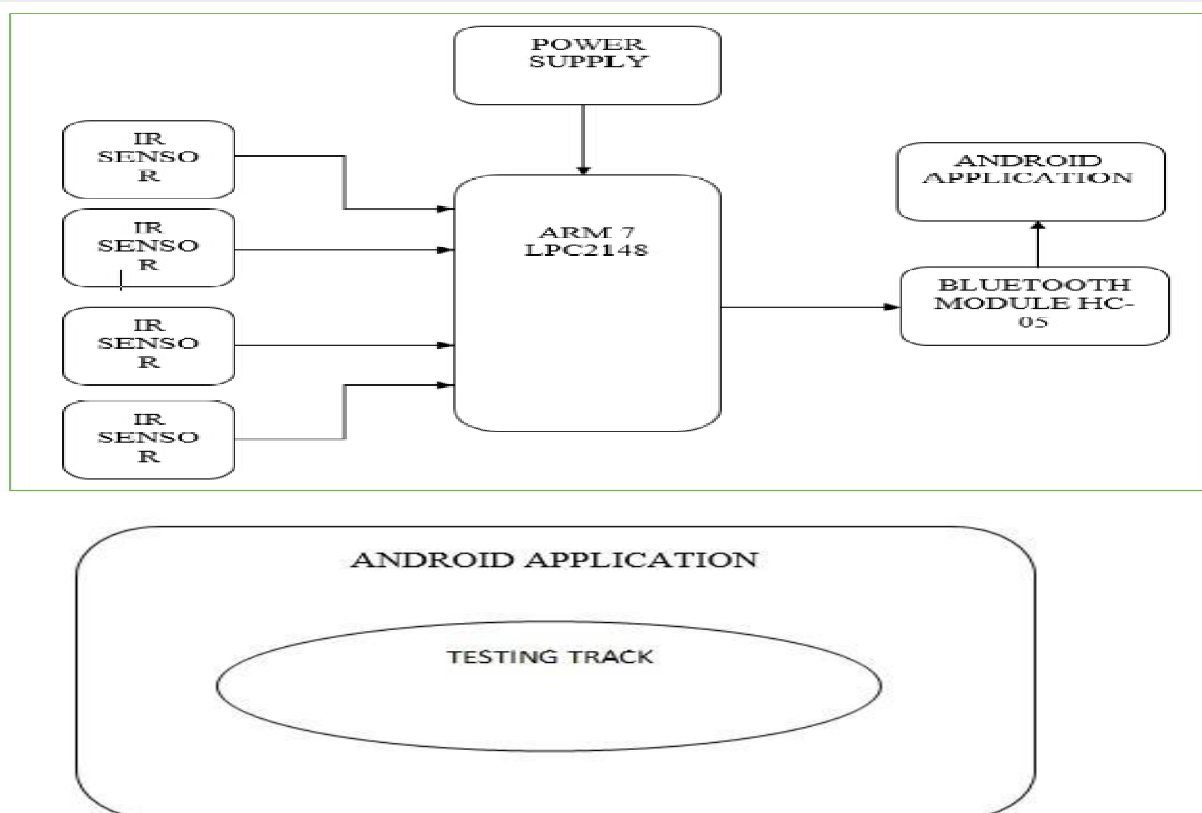 POWER
SUPPLY
IR
SENSO
R
IR
SENSO
R
IR
SENSO
R
IR
SENSO
R
ARM 7
LPC2148
ANDROID
APPLICATION
BLUETOOTH
MODULE HC-
05
ANDROID APPLICATION
TESTING TRACK